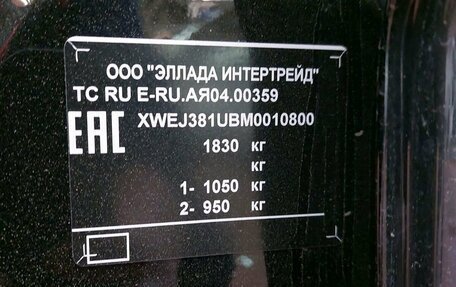 ООО "ЭЛЛАДА ИНТЕРТРЕЙД"
ТС RU Е-RU.АЯ04.00359
EAC XWEJ381UBM0010800
1830 кг
кг
1- 1050 кг
2- 950 кг